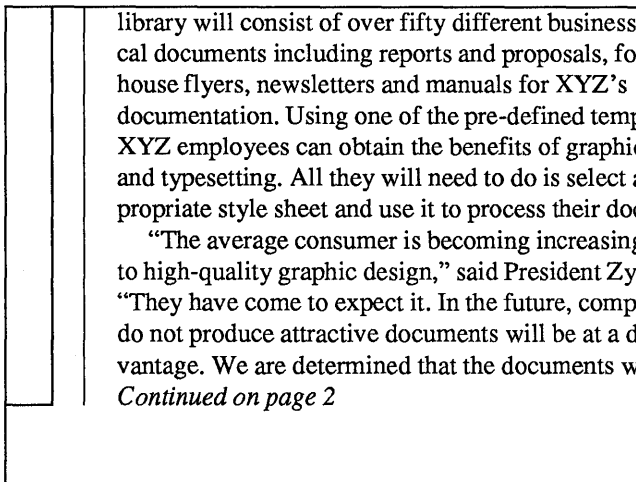 library will consist of over fifty different business
cal documents including reports and proposals, fo
house flyers, newsletters and manuals for XYZ's
documentation. Using one of the pre-defined temp
XYZ employees can obtain the benefits of graphic
and typesetting. All they will need to do is select a
propriate style sheet and use it to process their doc
“The average consumer is becoming increasing
to high-quality graphic design,” said President Zy
“They have come to expect it. In the future, comp
do not produce attractive documents will be at a d
vantage. We are determined that the documents w
Continued on page 2